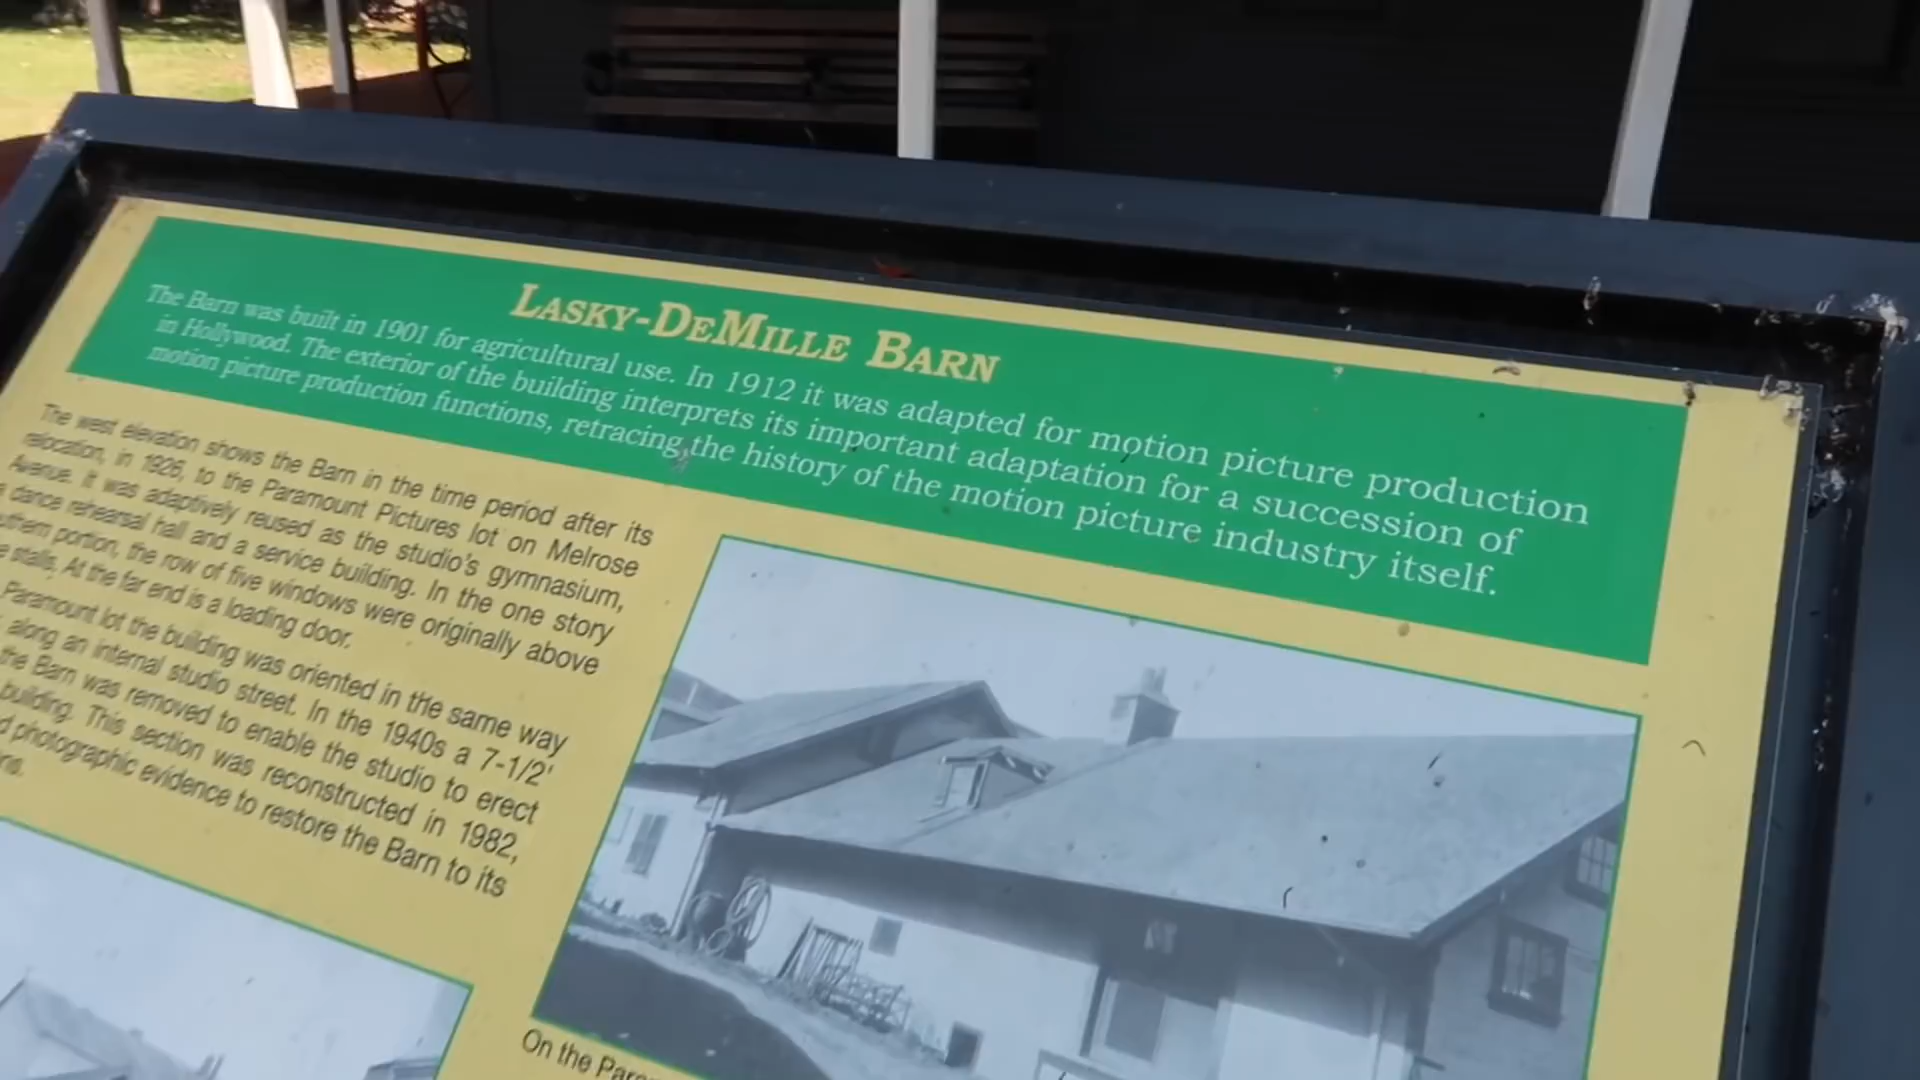 LASKY-DEMILLE BARN
The Barn was built in 1901 for agricultural use. In 1912 it was adapted for motion picture production
in Hollywood. The exterior of the building interprets its important adaptation for a succession of
motion picture production functions, retracing the history of the motion picture industry itself.
The west elevation shows the Barn in the time period after its
relocation, in 1926, to the Paramount Pictures lot on Melrose
Avenue. It was adaptively reused as the studio's gymnasium,
dance rehearsal hall and a service building. In the one story
portion, the row of five windows were originally above
stalls. At the far end is a loading door.
Paramount lot the building was oriented in the same way
along an internal studio street. In the 1940s a 7-1/2'
the Barn was removed to enable the studio to erect
building. This section was reconstructed in 1982,
photographic evidence to restore the Barn to its
On the